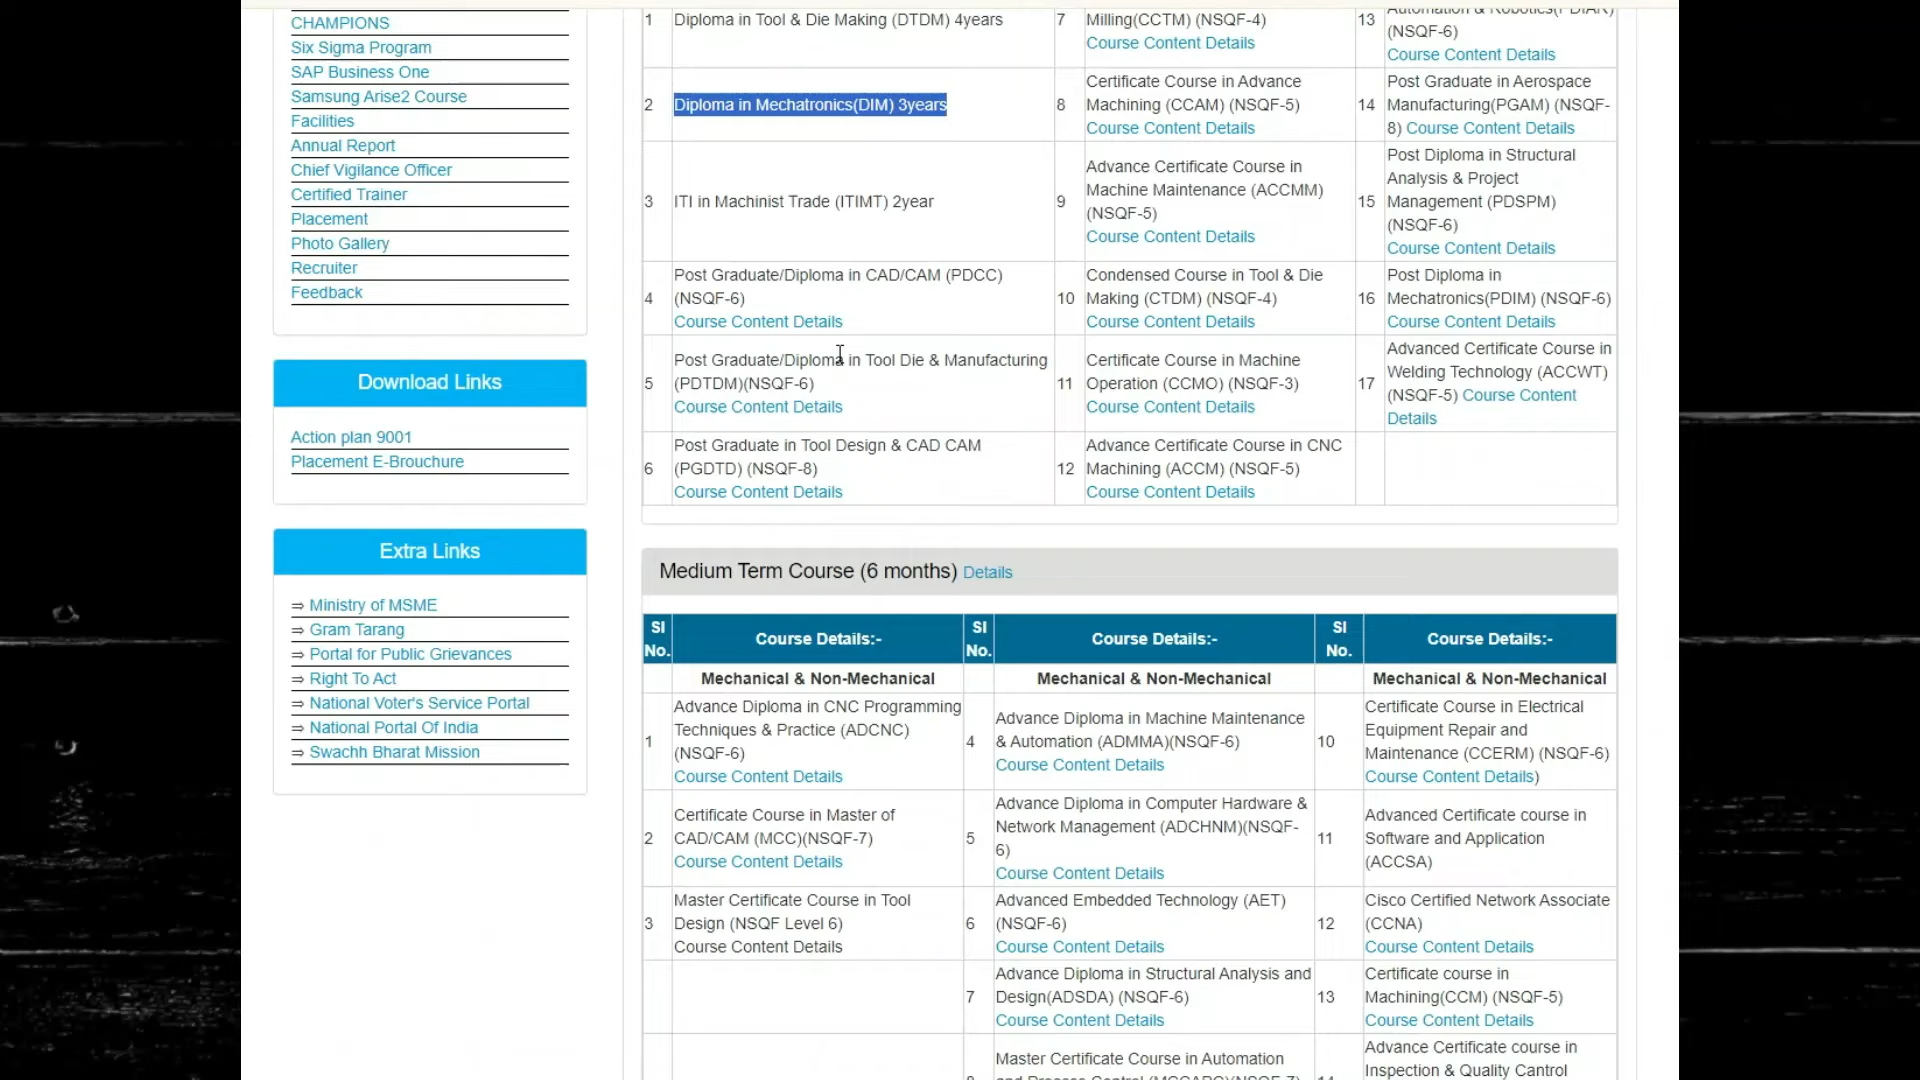 CHAMPIONS
Six Sigma Program
SAP Business One
Samsung Arise2 Course
Facilities
Annual Report
Chief Vigilance Officer
Certified Trainer
Placement
Photo Gallery
Recruiter
Feedback
Download Links
Action plan 9001
Placement E-Brouchure
Extra Links
⇒ Ministry of MSME
⇒ Gram Tarang
⇒ Portal for Public Grievances
⇒ Right To Act
⇒ National Voter's Service Portal
⇒ National Portal Of India
⇒ Swachh Bharat Mission
1
Diploma in Tool & Die Making (DTDM) 4years
7
Milling(CCTM) (NSQF-4)
Course Content Details
13
Automation & Robotics(PDIAR)
(NSQF-6)
Course Content Details
2
Diploma in Mechatronics(DIM) 3years
8
Certificate Course in Advance
Machining (CCAM) (NSQF-5)
Course Content Details
14
Post Graduate in Aerospace
Manufacturing(PGAM) (NSQF-
8) Course Content Details
3
ITI in Machinist Trade (ITIMT) 2year
9
Advance Certificate Course in
Machine Maintenance (ACCMM)
(NSQF-5)
Course Content Details
15
Post Diploma in Structural
Analysis & Project
Management (PDSPM)
(NSQF-6)
Course Content Details
4
Post Graduate/Diploma in CAD/CAM (PDCC)
(NSQF-6)
Course Content Details
10
Condensed Course in Tool & Die
Making (CTDM) (NSQF-4)
Course Content Details
16
Post Diploma in
Mechatronics(PDIM) (NSQF-6)
Course Content Details
5
Post Graduate/Diploma in Tool Die & Manufacturing
(PDTDM)(NSQF-6)
Course Content Details
11
Certificate Course in Machine
Operation (CCMO) (NSQF-3)
Course Content Details
17
Advanced Certificate Course in
Welding Technology (ACCWT)
(NSQF-5) Course Content
Details
6
Post Graduate in Tool Design & CAD CAM
(PGDTD) (NSQF-8)
Course Content Details
12
Advance Certificate Course in CNC
Machining (ACCM) (NSQF-5)
Course Content Details
Medium Term Course (6 months) Details
Sl No.
Course Details:-
Sl No.
Course Details:-
Sl No.
Course Details:-
Mechanical & Non-Mechanical
Mechanical & Non-Mechanical
Mechanical & Non-Mechanical
1
Advance Diploma in CNC Programming
Techniques & Practice (ADCNC)
(NSQF-6)
Course Content Details
4
Advance Diploma in Machine Maintenance
& Automation (ADMMA)(NSQF-6)
Course Content Details
10
Certificate Course in Electrical
Equipment Repair and
Maintenance (CCERM) (NSQF-6)
Course Content Details)
2
Certificate Course in Master of
CAD/CAM (MCC)(NSQF-7)
Course Content Details
5
Advance Diploma in Computer Hardware &
Network Management (ADCHNM)(NSQF-
6)
Course Content Details
11
Advanced Certificate course in
Software and Application
(ACCSA)
3
Master Certificate Course in Tool
Design (NSQF Level 6)
Course Content Details
6
Advanced Embedded Technology (AET)
(NSQF-6)
Course Content Details
12
Cisco Certified Network Associate
(CCNA)
Course Content Details
7
Advance Diploma in Structural Analysis and
Design(ADSDA) (NSQF-6)
Course Content Details
13
Certificate course in
Machining(CCM) (NSQF-5)
Course Content Details
Master Certificate Course in Automation
Advance Certificate course in
Inspection & Quality Cantrol